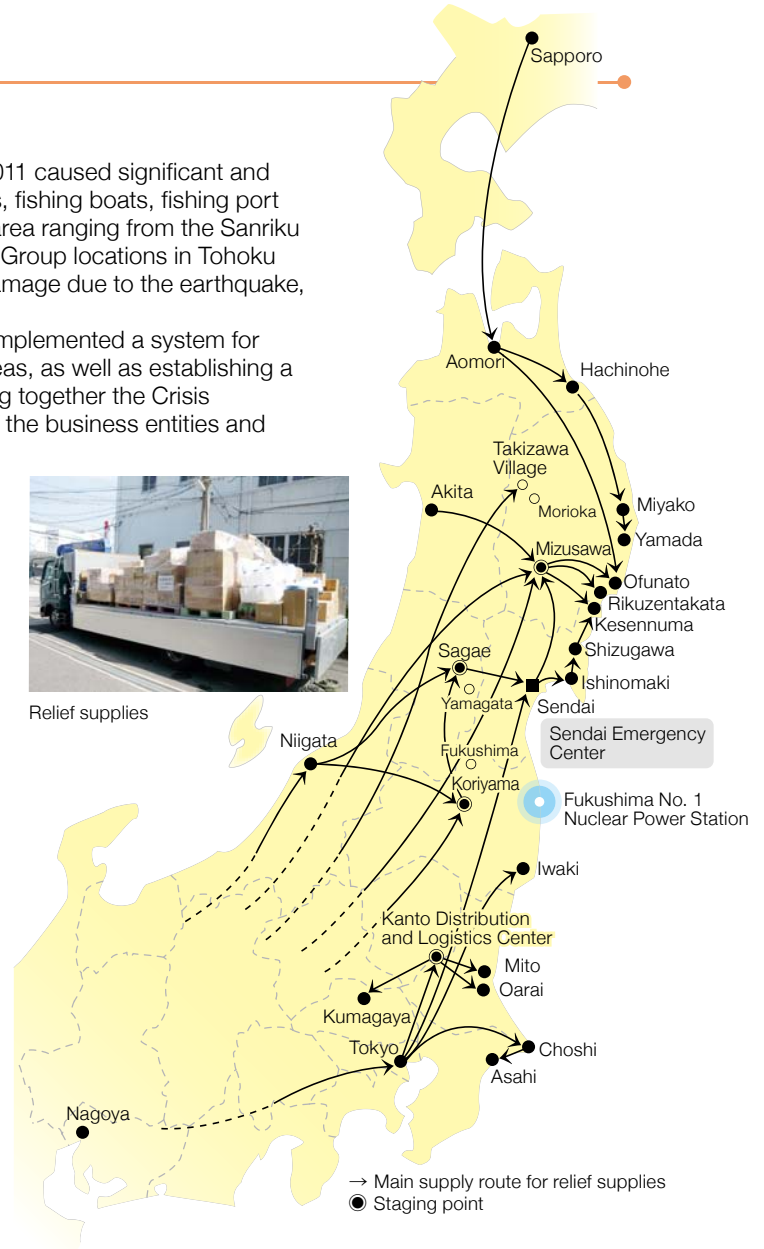 Sapporo
011 caused significant and
s, fishing boats, fishing port
area ranging from the Sanriku
Group locations in Tohoku
amage due to the earthquake,
mplemented a system for
eas, as well as establishing a
g together the Crisis
the business entities and
Aomori
Hachinohe
Takizawa
Village
Akita
Morioka
Miyako
Yamada
Mizusawa
Ofunato
Rikuzentakata
Kesennuma
Shizugawa
Sagae
Ishinomaki
Yamagata
Sendai
Relief supplies
Sendai Emergency
Center
Niigata
Fukushima
Koriyama
Fukushima No. 1
Nuclear Power Station
Iwaki
Kanto Distribution
and Logistics Center
Mito
Oarai
Kumagaya
Tokyo
Choshi
Asahi
Nagoya
→ Main supply route for relief supplies
Staging point